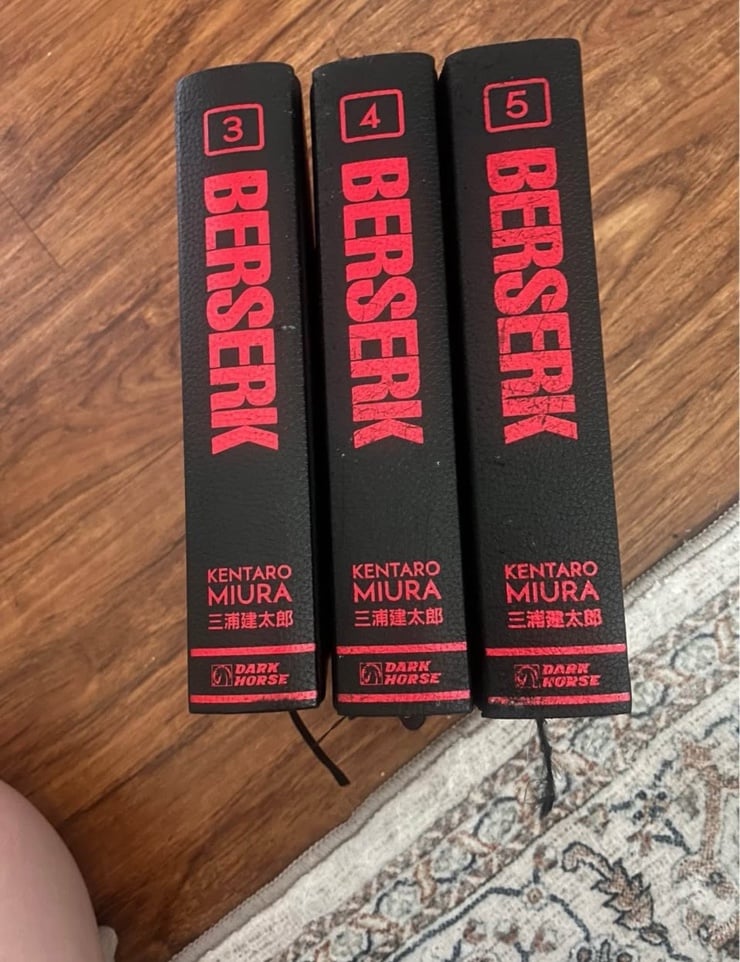 3
BERSERK
KENTARO
MIURA
三浦建太郎
DARK
HORSE
4
BERSERK
KENTARO
MIURA
三浦建太郎
DARK
HORSE
5
BERSERK
KENTARO
MIURA
三浦建太郎
DARK
HORSE